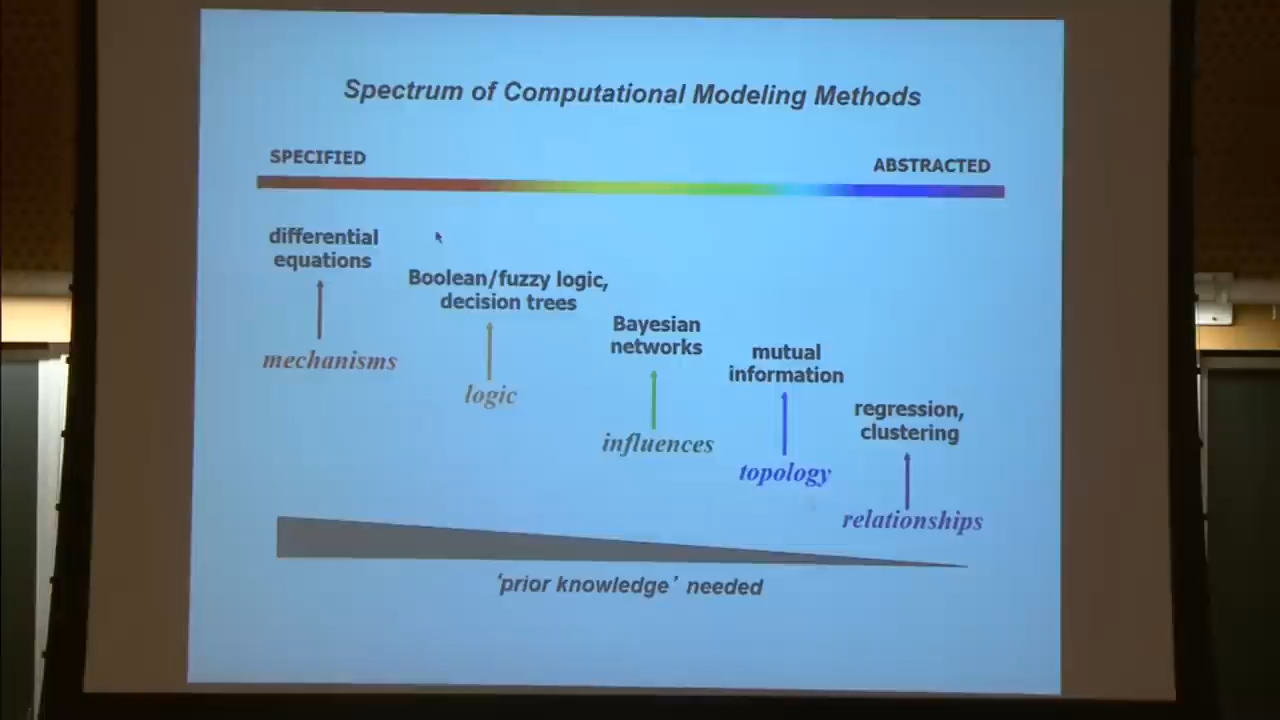 Spectrum of Computational Modeling Methods
SPECIFIED
ABSTRACTED
differential
equations
mechanisms
Boolean/fuzzy logic,
decision trees
logic
Bayesian
networks
influences
mutual
information
topology
regression,
clustering
relationships
‘prior knowledge’ needed